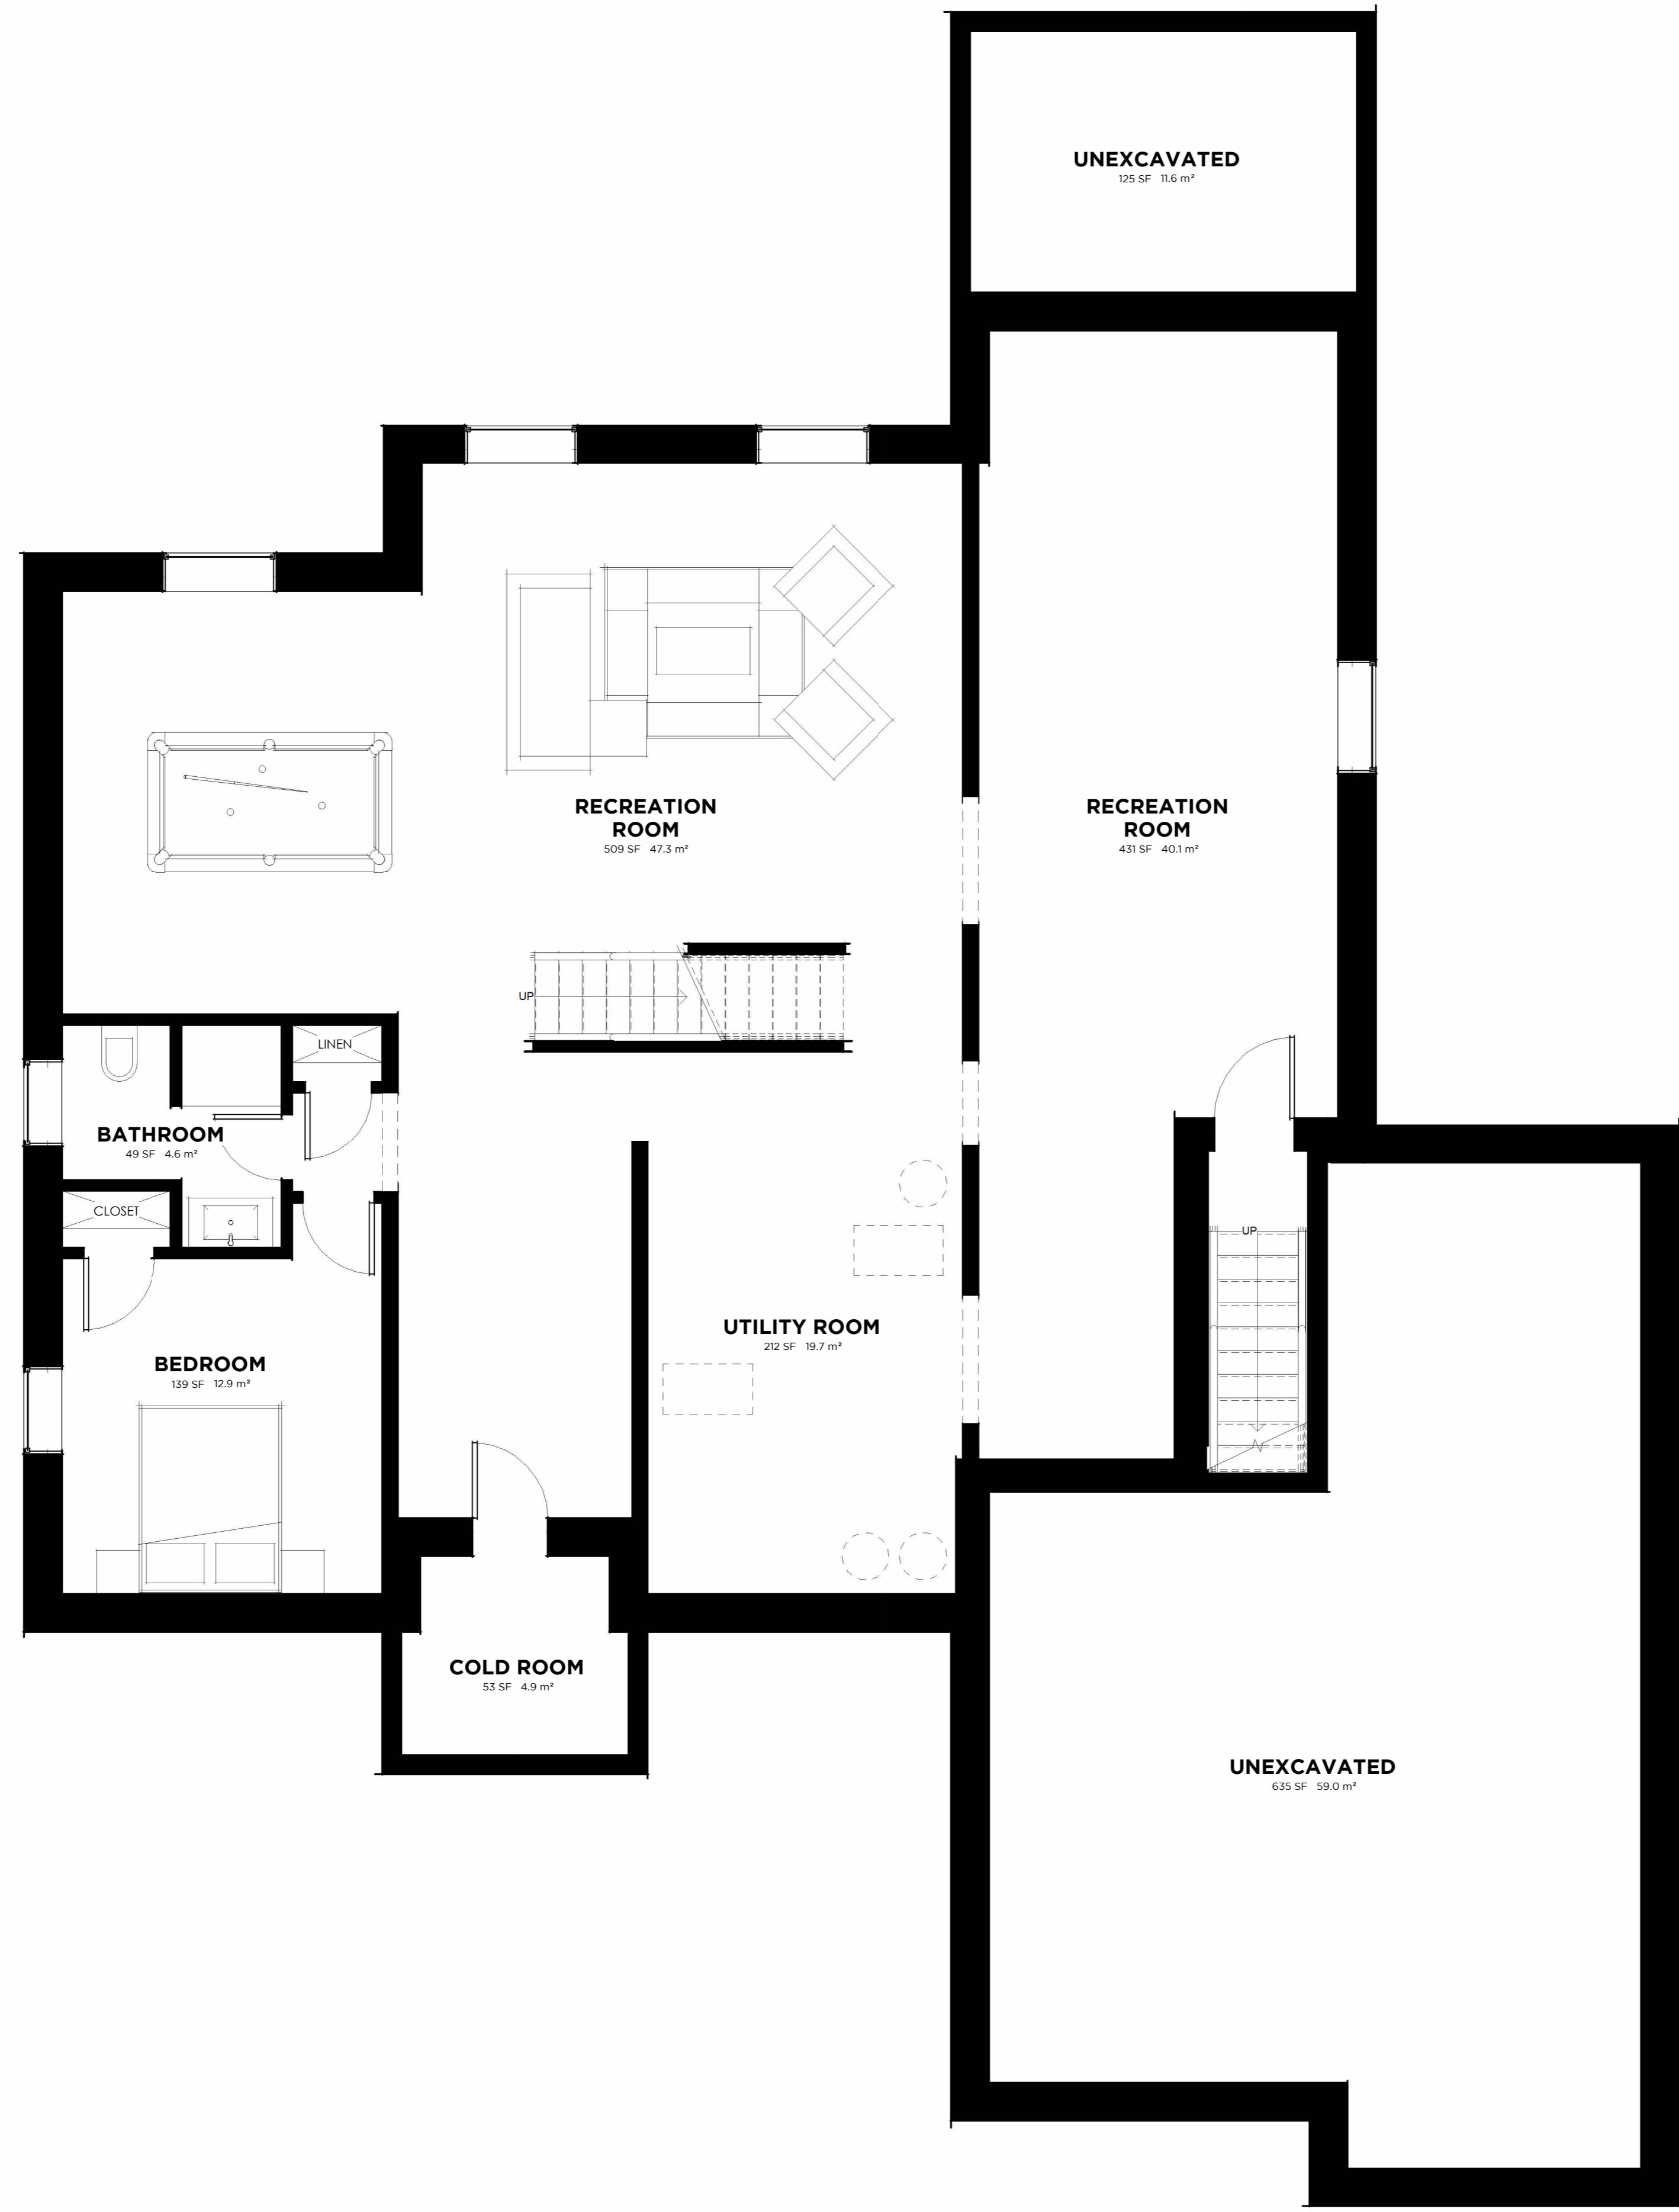 UNEXCAVATED
125 SF 11.6 m²
RECREATION
ROOM
509 SF 47.3 m²
RECREATION
ROOM
431 SF 40.1 m²
UP
LINEN
BATHROOM
49 SF 4.6 m²
CLOSET
UP
UTILITY ROOM
212 SF 19.7 m²
BEDROOM
139 SF 12.9 m²
COLD ROOM
53 SF 4.9 m²
UNEXCAVATED
635 SF 59.0 m²